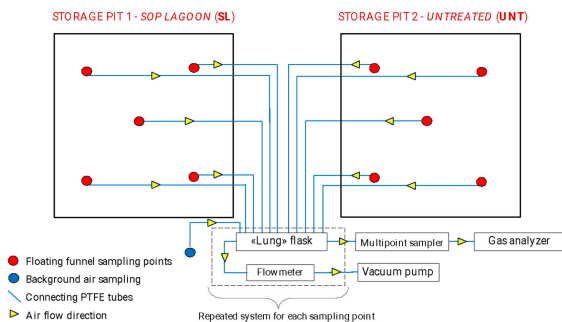 STORAGE PIT 1 - SOP LAGOON (SL)
STORAGE PIT 2 - UNTREATED (UNT)
«Lung» flask
Multipoint sampler
Gas analyzer
Flowmeter
Vacuum pump
Floating funnel sampling points
Background air sampling
Connecting PTFE tubes
Air flow direction
Repeated system for each sampling point